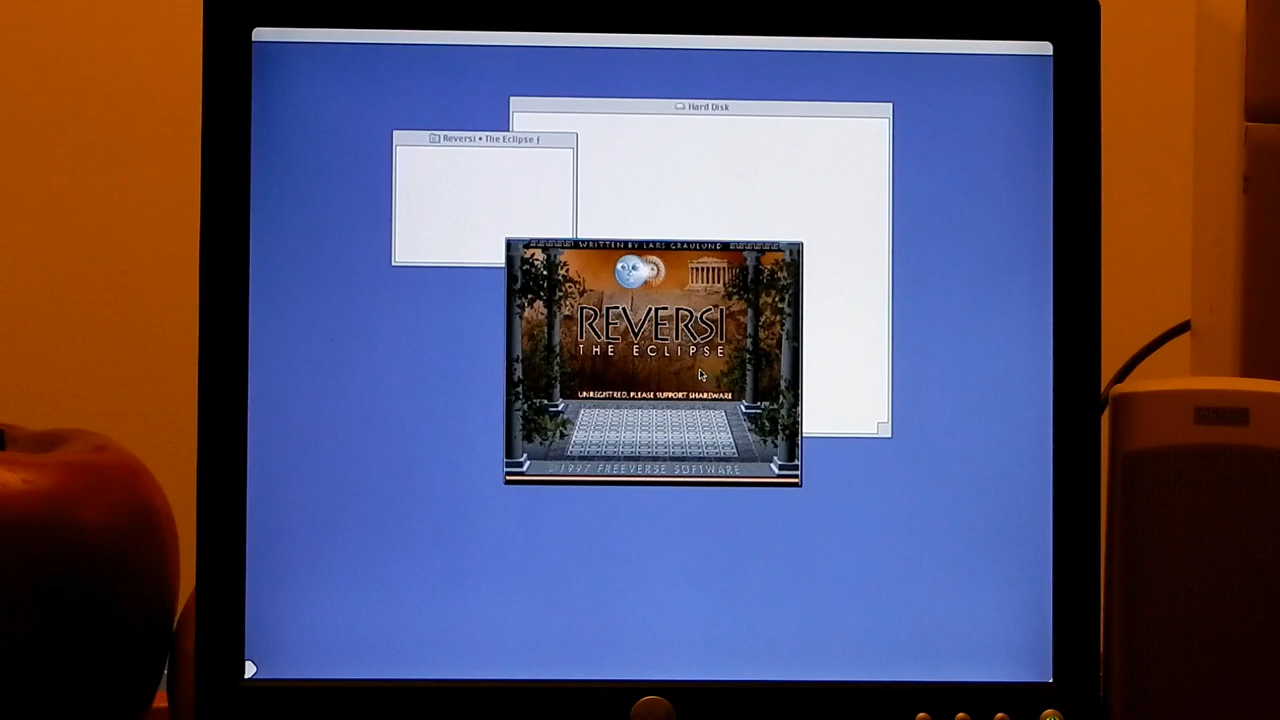 Hard Disk
Reversi • The Eclipse ƒ
WRITTEN BY LARS GRAULUND
REVERSI
THE ECLIPSE
UNREGISTRED, PLEASE SUPPORT SHAREWARE
1997 FREEVERSE SOFTWARE